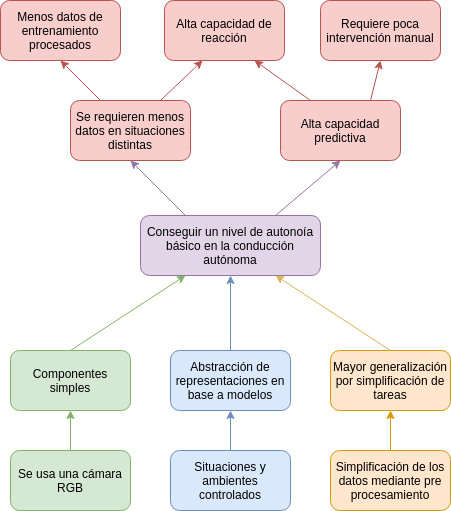 Menos datos de
entrenamiento
procesados
Alta capacidad de
reacción
Requiere poca
intervención manual
Se requieren menos
datos en situaciones
distintas
Alta capacidad
predictiva
Conseguir un nivel de autonoía
básico en la conducción
autónoma
Componentes
simples
Abstracción de
representaciones en
base a modelos
Mayor generalización
por simplificación de
tareas
Se usa una cámara
RGB
Situaciones y
ambientes
controlados
Simplificación de los
datos mediante pre
procesamiento